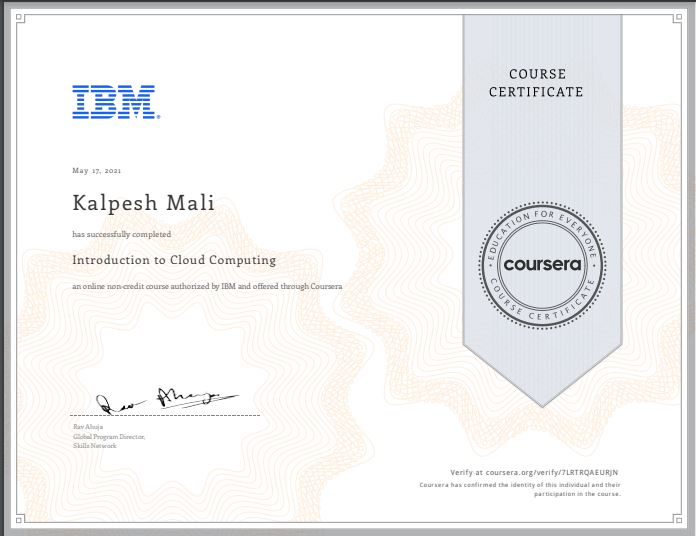 IBM®
May 17, 2021
Kalpesh Mali
has successfully completed
Introduction to Cloud Computing
an online non-credit course authorized by IBM and offered through Coursera
Rav Ahuja
Global Program Director,
Skills Network
COURSE
CERTIFICATE
EDUCATION FOR EVERYONE
coursera
COURSE CERTIFICATE
Verify at coursera.org/verify/7LRTRQAEURJN
Coursera has confirmed the identity of this individual and their
participation in the course.